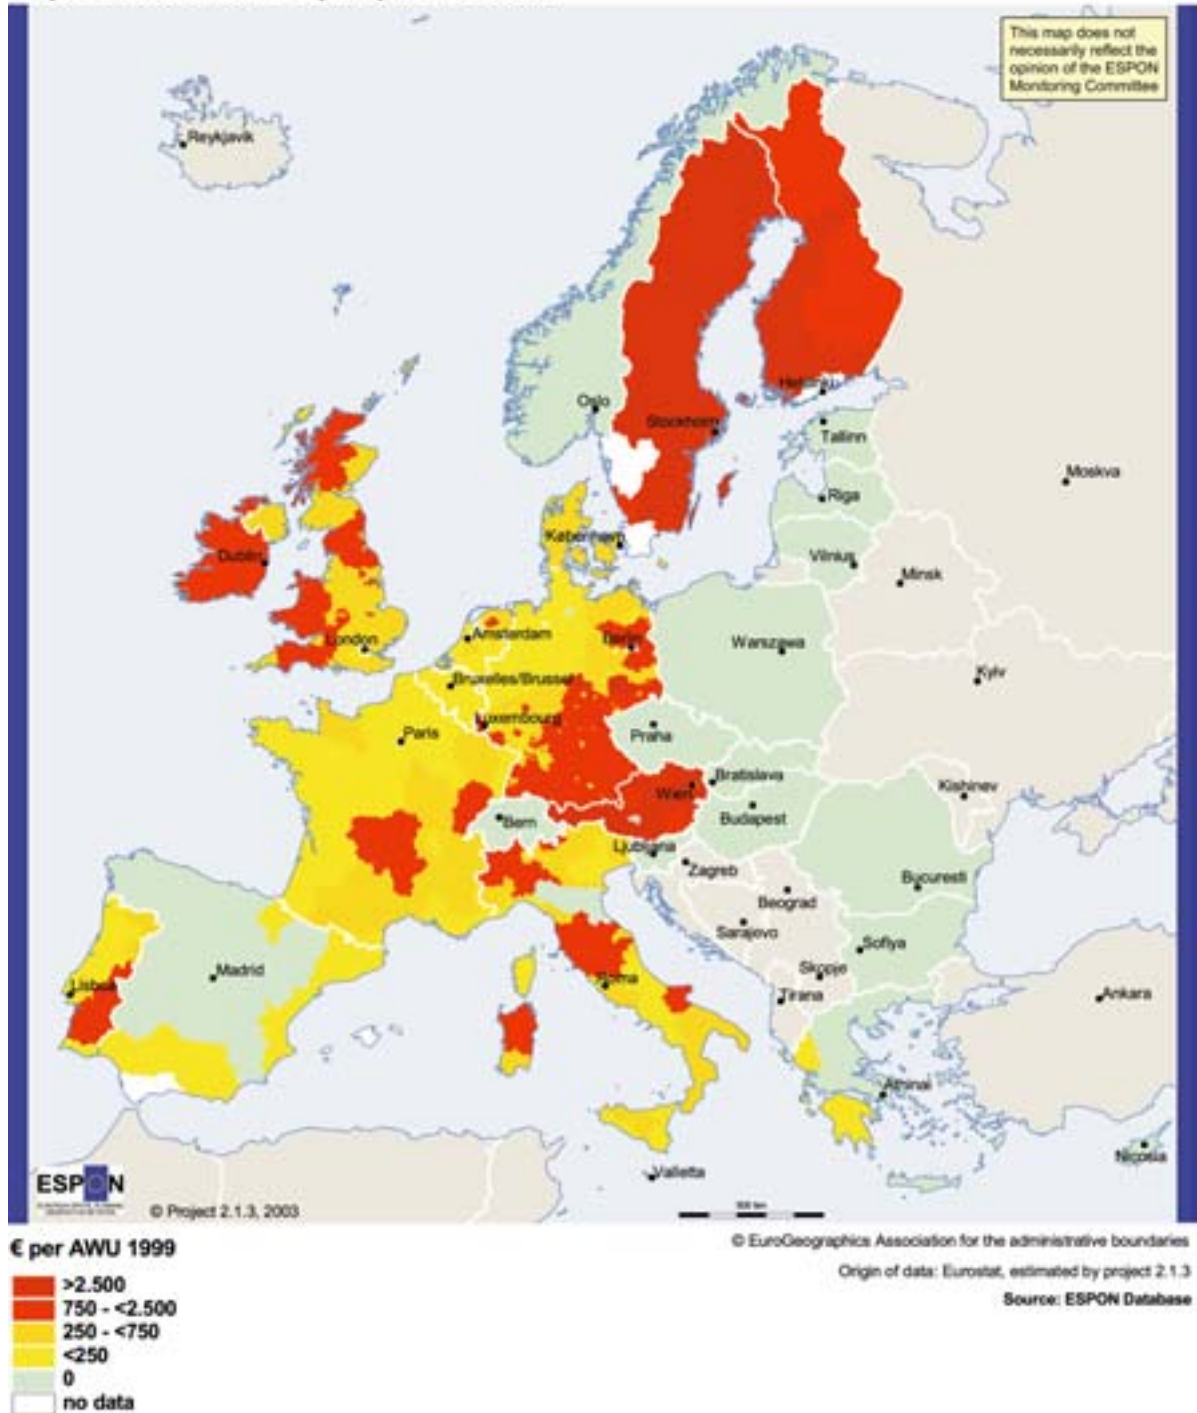 This map does not
necessarily reflect the
opinion of the ESPON
Monitoring Committee
Reykjavik
Oslo
Helsinki
Stockholm
Tallinn
Moskva
Riga
København
Dublin
Vilnius
Minsk
London
Amsterdam
Berlin
Warszawa
Kyiv
Bruxelles/Brussel
Luxembourg
Paris
Praha
Bratislava
Wien
Kishinev
Budapest
Bern
Ljubljana
Zagreb
Bucuresti
Beograd
Sarajevo
Sofiya
Madrid
Skopje
Roma
Lisboa
Tirana
Ankara
Athinai
Nicosia
Valletta
ESPON
© Project 2.1.3, 2003
€ per AWU 1999
>2.500
750 - <2.500
250 - <750
<250
0
no data
© EuroGeographics Association for the administrative boundaries
Origin of data: Eurostat, estimated by project 2.1.3
Source: ESPON Database